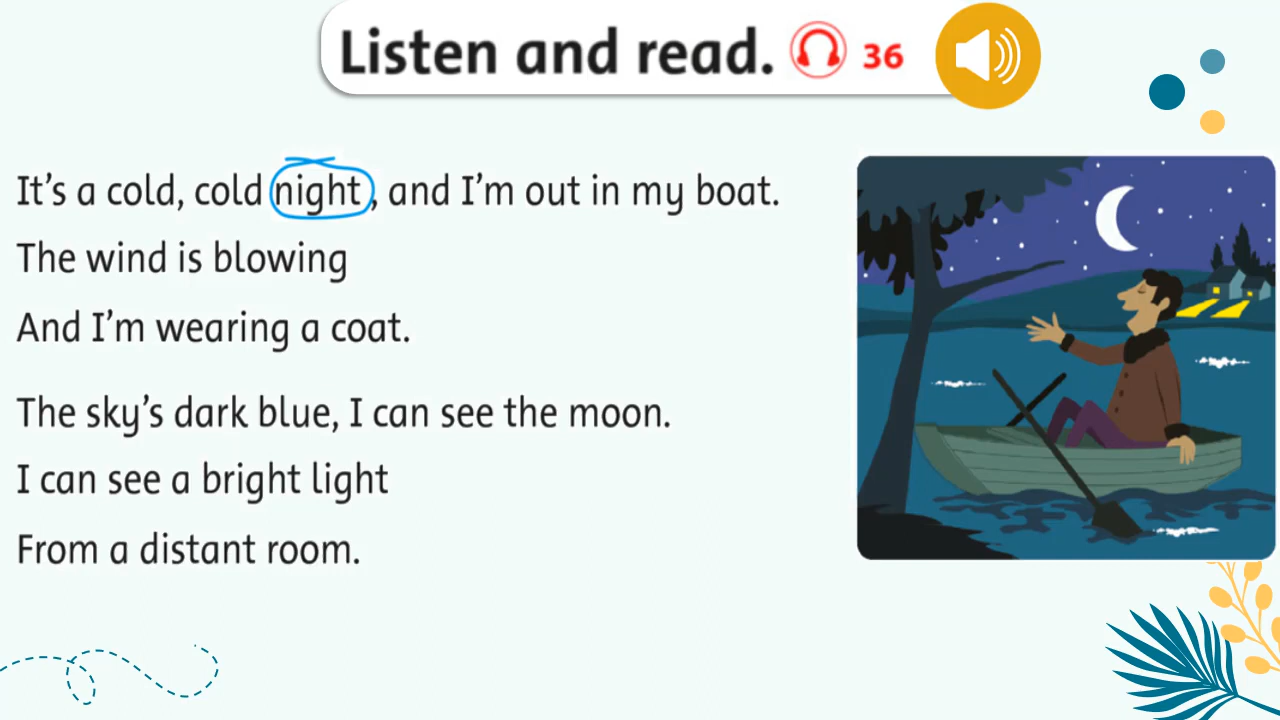 Listen and read. 36
It's a cold, cold night, and I'm out in my boat.
The wind is blowing
And I'm wearing a coat.
The sky's dark blue, I can see the moon.
I can see a bright light
From a distant room.